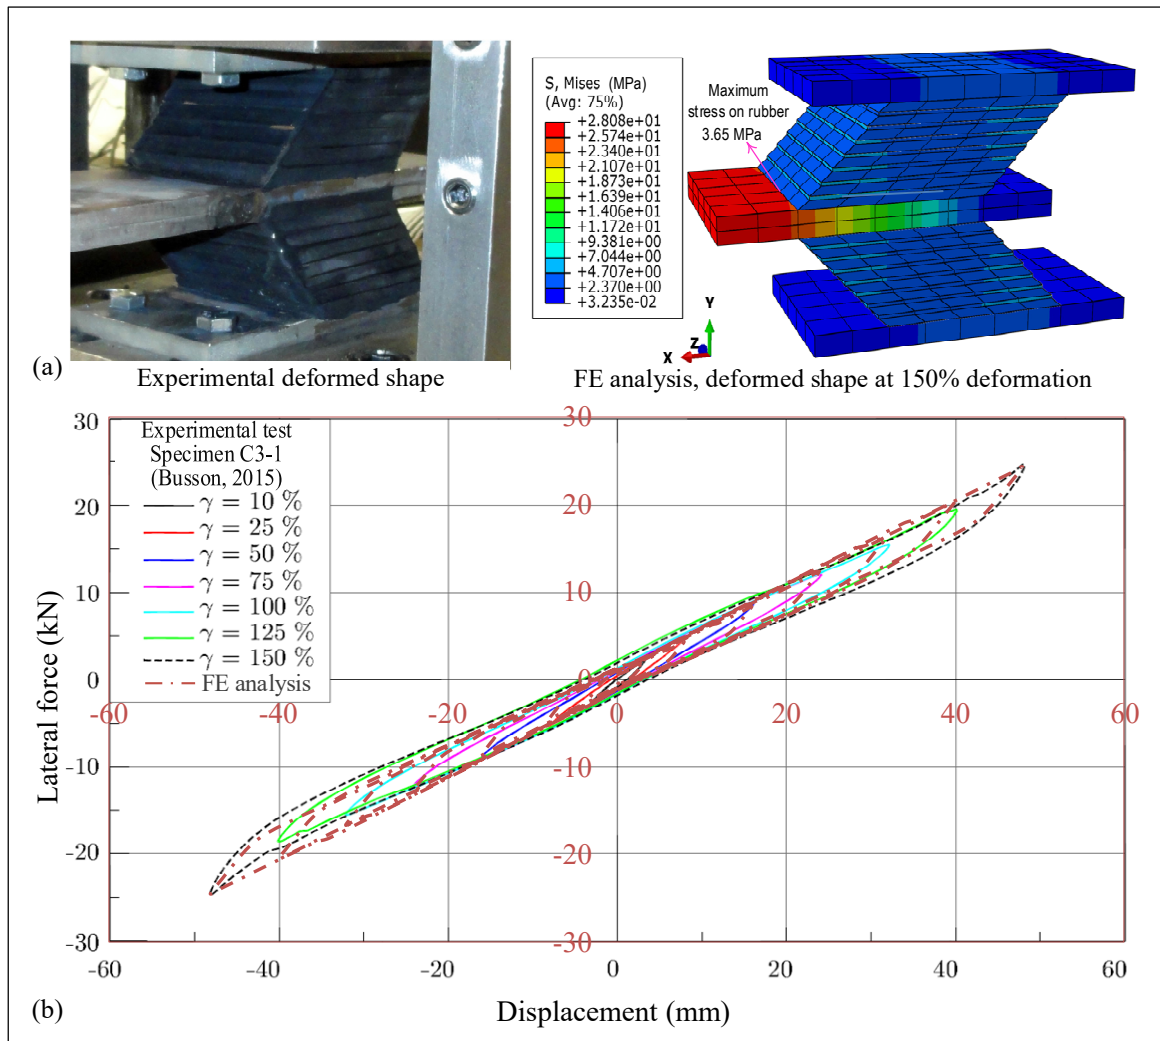 S, Mises (MPa)
(Avg: 75%)
+2.808e+01
+2.574e+01
+2.340e+01
+2.107e+01
+1.873e+01
+1.639e+01
+1.406e+01
+1.172e+01
+9.381e+00
+7.044e+00
+4.707e+00
+2.370e+00
+3.235e-02
Maximum
stress on rubber
3.65 MPa
Y
Z
X
(a)
Experimental deformed shape
FE analysis, deformed shape at 150% deformation
Experimental test
Specimen C3-1
(Busson, 2015)
γ = 10 %
γ = 25 %
γ = 50 %
γ = 75 %
γ = 100 %
γ = 125 %
γ = 150 %
FE analysis
Lateral force (kN)
30
20
10
0
-10
-20
-30
30
20
10
0
-10
-20
-30
-60
-40
-20
0
20
40
60
-60
-40
-20
0
20
40
60
Displacement (mm)
(b)